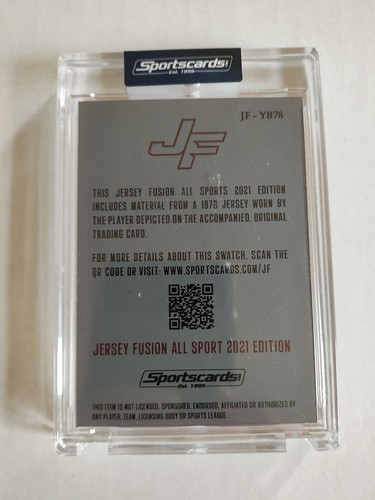 Sportscards
Est. 1999
JF - YB78
JF
THIS JERSEY FUSION ALL SPORTS 2021 EDITION
INCLUDES MATERIAL FROM A 1978 JERSEY WORN BY
THE PLAYER DEPICTED ON THE ACCOMPANIED, ORIGINAL
TRADING CARD.
FOR MORE DETAILS ABOUT THIS SWATCH, SCAN THE
QR CODE OR VISIT: WWW.SPORTSCARDS.COM/JF
JERSEY FUSION ALL SPORT 2021 EDITION
Sportscards
Est. 1999
THIS ITEM IS NOT LICENSED, SPONSORED, ENDORSED, AFFILIATED OR AUTHORIZED BY
ANY PLAYER, TEAM, LICENSING BODY OR SPORTS LEAGUE.